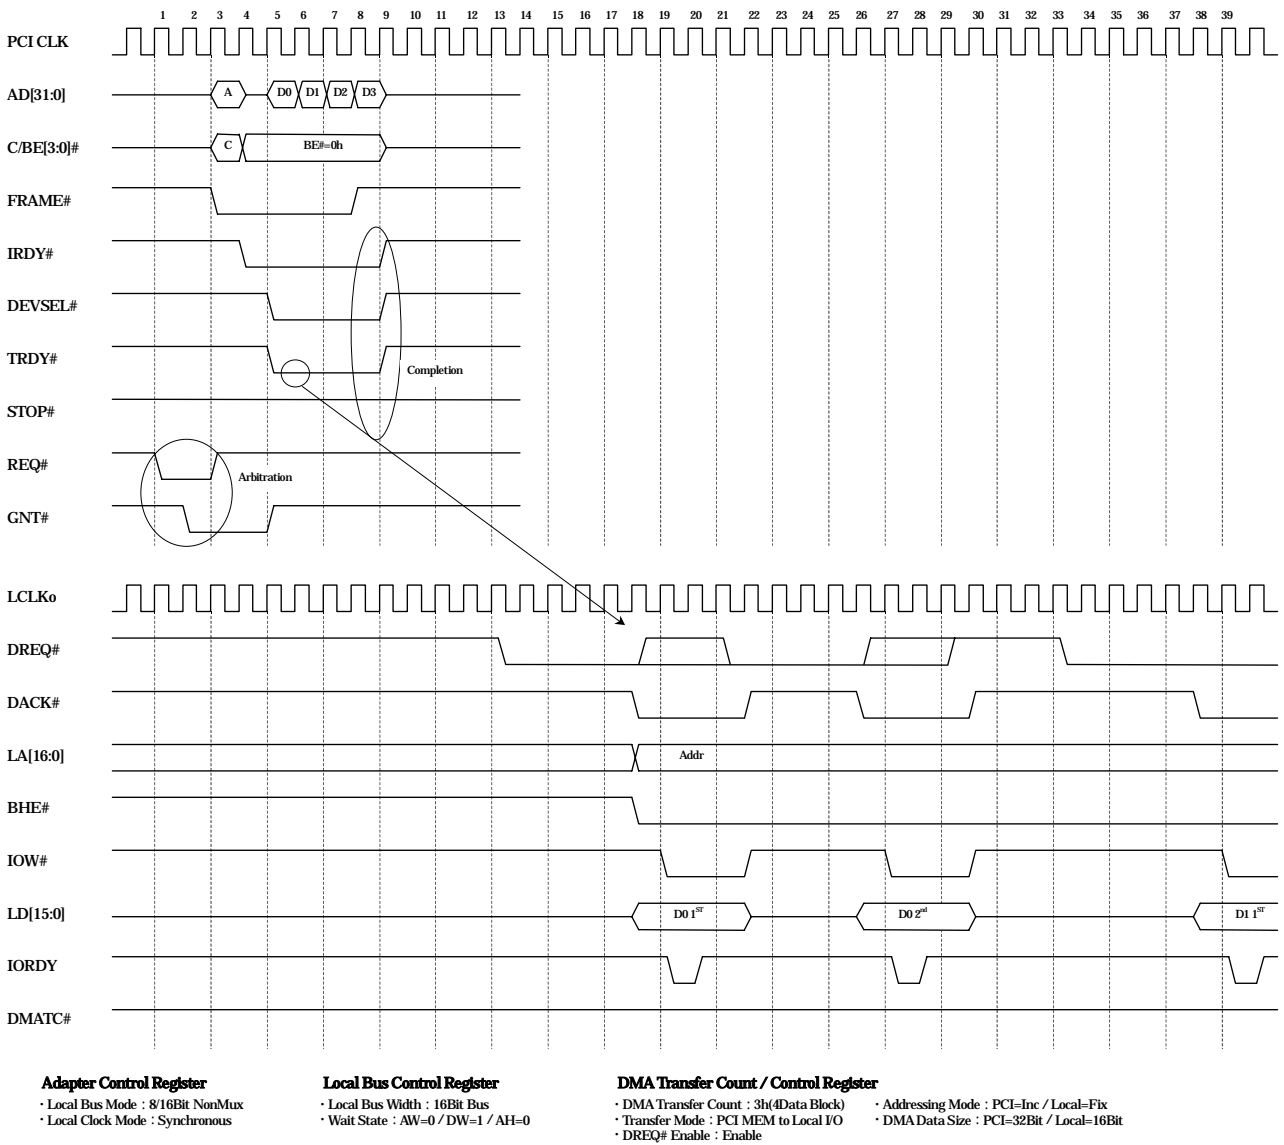 1 2 3 4 5 6 7 8 9 10 11 12 13 14 15 16 17 18 19 20 21 22 23 24 25 26 27 28 29 30 31 32 33 34 35 36 37 38 39
PCI CLK
AD[31:0]
A D0 D1 D2 D3
C/BE[3:0]#
C BE#=0h
FRAME#
IRDY#
DEVSEL#
TRDY#
Completion
STOP#
REQ#
Arbitration
GNT#
LCLKo
DREQ#
DACK#
LA[16:0]
Addr
BHE#
IOW#
LD[15:0]
D0 1ST D0 2nd D1 1ST
IORDY
DMATC#
Adapter Control Register
・Local Bus Mode : 8/16Bit NonMux
・Local Clock Mode : Synchronous
Local Bus Control Register
・Local Bus Width : 16Bit Bus
・Wait State : AW=0 / DW=1 / AH=0
DMA Transfer Count / Control Register
・DMA Transfer Count : 3h(4Data Block)
・Transfer Mode : PCI MEM to Local I/O
・DREQ# Enable : Enable
・Addressing Mode : PCI=Inc / Local=Fix
・DMA Data Size : PCI=32Bit / Local=16Bit